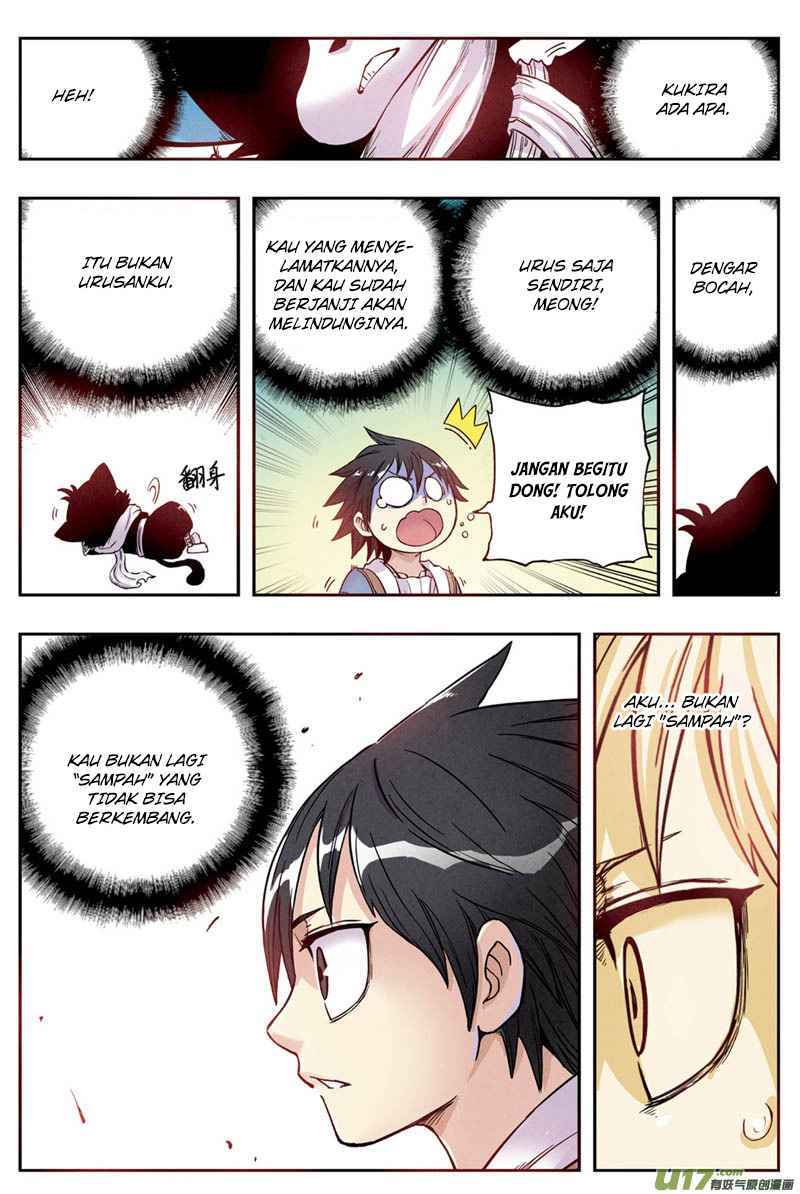 HEH!
KUKIRA
ADA APA.
ITU BUKAN
URUSANKU.
翻身
KAU YANG MENYE-
LAMATKANNYA,
DAN KAU SUDAH
BERJANJI AKAN
MELINDUNGINYA.
URUS SAJA
SENDIRI,
MEONG!
JANGAN BEGITU
DONG! TOLONG
AKU!
DENGAR
BOCAH,
KAU BUKAN LAGI
"SAMPAH" YANG
TIDAK BISA
BERKEMBANG.
AKU... BUKAN
LAGI "SAMPAH"?
U17.com
有妖气原创漫画